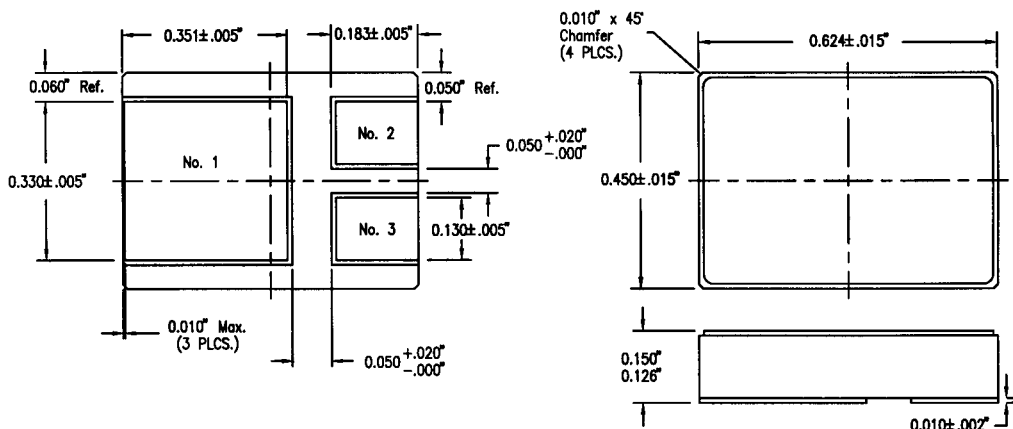 0.351±.005"
0.183±.005"
0.060" Ref.
0.050" Ref.
No. 1
No. 2
0.050 +.020"
-.000"
0.330±.005"
No. 3
0.130±.005"
0.010" Max.
(3 PLCS.)
0.050 +.020"
-.000"
0.010" x 45°
Chamfer
(4 PLCS.)
0.624±.015"
0.450±.015"
0.150"
0.126"
0.010±.002"